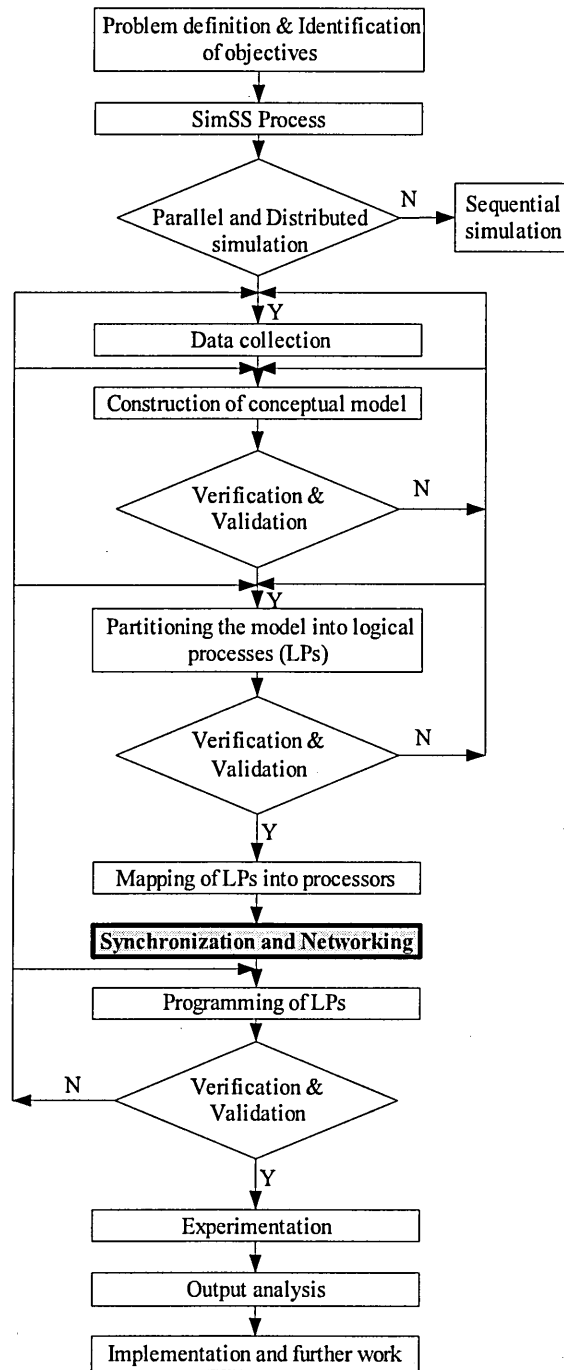 Problem definition & Identification
of objectives
SimSS Process
N
Parallel and Distributed
simulation
Sequential
simulation
Y
Data collection
Construction of conceptual model
Verification &
Validation
N
Y
Partitioning the model into logical
processes (LPs)
Verification &
Validation
N
Y
Mapping of LPs into processors
Synchronization and Networking
Programming of LPs
N
Verification &
Validation
Y
Experimentation
Output analysis
Implementation and further work